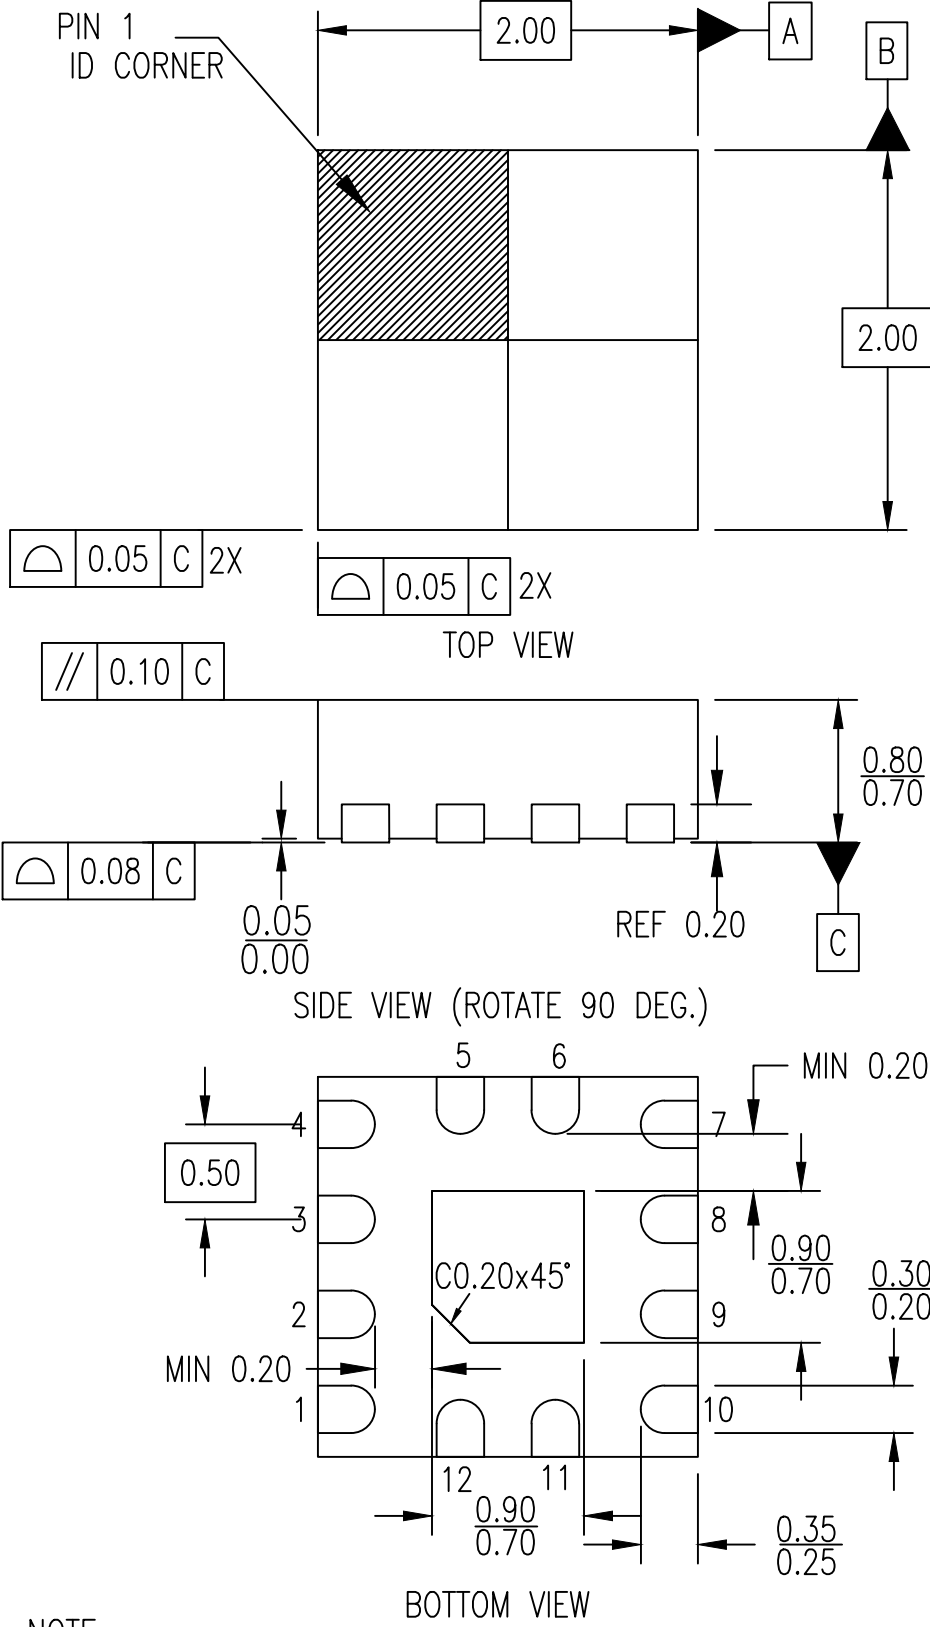 PIN 1
ID CORNER
2.00
A
B
2.00
0.05 C 2X
0.05 C 2X
TOP VIEW
// 0.10 C
0.80
0.70
0.08 C
0.05
0.00
REF 0.20
C
SIDE VIEW (ROTATE 90 DEG.)
5 6
MIN 0.20
4 7
0.50
3 8
0.90
0.70
C0.20x45°
0.30
0.20
2 9
MIN 0.20
1 10
12 11
0.90
0.70
0.35
0.25
BOTTOM VIEW
NOTE